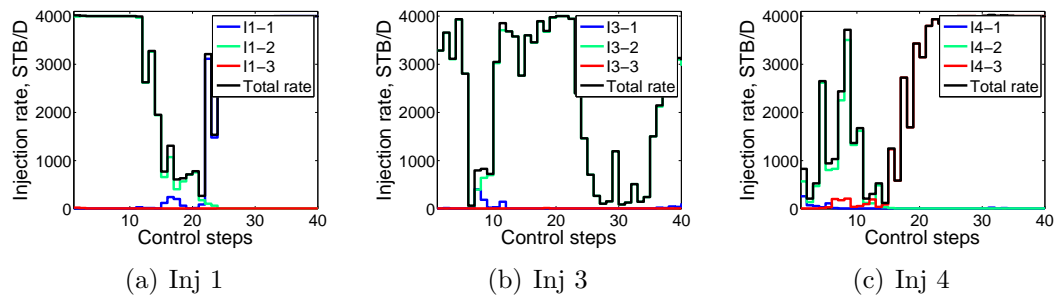 4000
3000
2000
1000
0
10 20 30 40
Control steps
Injection rate, STB/D
I1−1
I1−2
I1−3
Total rate
(a) Inj 1
4000
3000
2000
1000
0
10 20 30 40
Control steps
Injection rate, STB/D
I3−1
I3−2
I3−3
Total rate
(b) Inj 3
4000
3000
2000
1000
0
10 20 30 40
Control steps
Injection rate, STB/D
I4−1
I4−2
I4−3
Total rate
(c) Inj 4